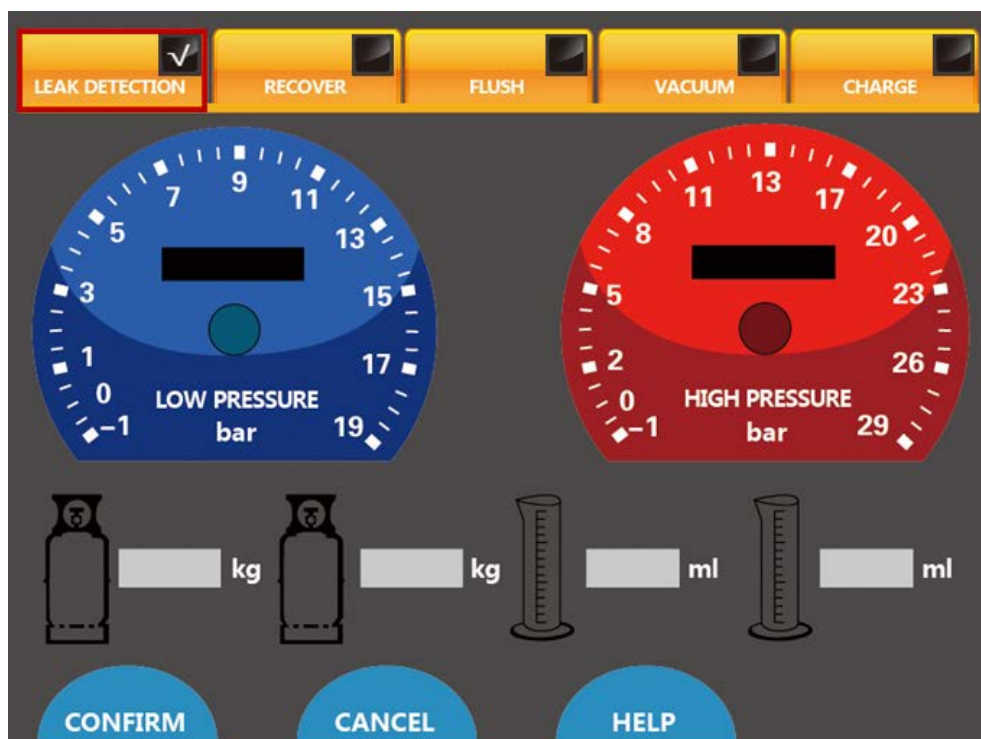 √
LEAK DETECTION
RECOVER
FLUSH
VACUUM
CHARGE
-1
0
1
3
5
7
9
11
13
15
17
19
LOW PRESSURE
bar
-1
0
2
5
8
11
13
17
20
23
26
29
HIGH PRESSURE
bar
kg
kg
ml
ml
CONFIRM
CANCEL
HELP